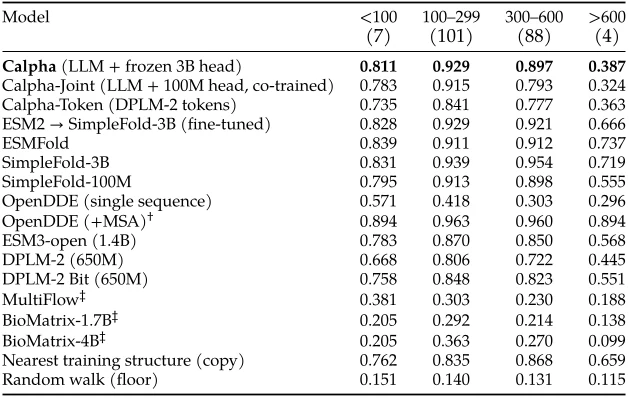 Model <100 100–299 300–600 >600
(7) (101) (88) (4)
Calpha (LLM + frozen 3B head) 0.811 0.929 0.897 0.387
Calpha-Joint (LLM + 100M head, co-trained) 0.783 0.915 0.793 0.324
Calpha-Token (DPLM-2 tokens) 0.735 0.841 0.777 0.363
ESM2 → SimpleFold-3B (fine-tuned) 0.828 0.929 0.921 0.666
ESMFold 0.839 0.911 0.912 0.737
SimpleFold-3B 0.831 0.939 0.954 0.719
SimpleFold-100M 0.795 0.913 0.898 0.555
OpenDDE (single sequence) 0.571 0.418 0.303 0.296
OpenDDE (+MSA)† 0.894 0.963 0.960 0.894
ESM3-open (1.4B) 0.783 0.870 0.850 0.568
DPLM-2 (650M) 0.668 0.806 0.722 0.445
DPLM-2 Bit (650M) 0.758 0.848 0.823 0.551
MultiFlow‡ 0.381 0.303 0.230 0.188
BioMatrix-1.7B‡ 0.205 0.292 0.214 0.138
BioMatrix-4B‡ 0.205 0.363 0.270 0.099
Nearest training structure (copy) 0.762 0.835 0.868 0.659
Random walk (floor) 0.151 0.140 0.131 0.115